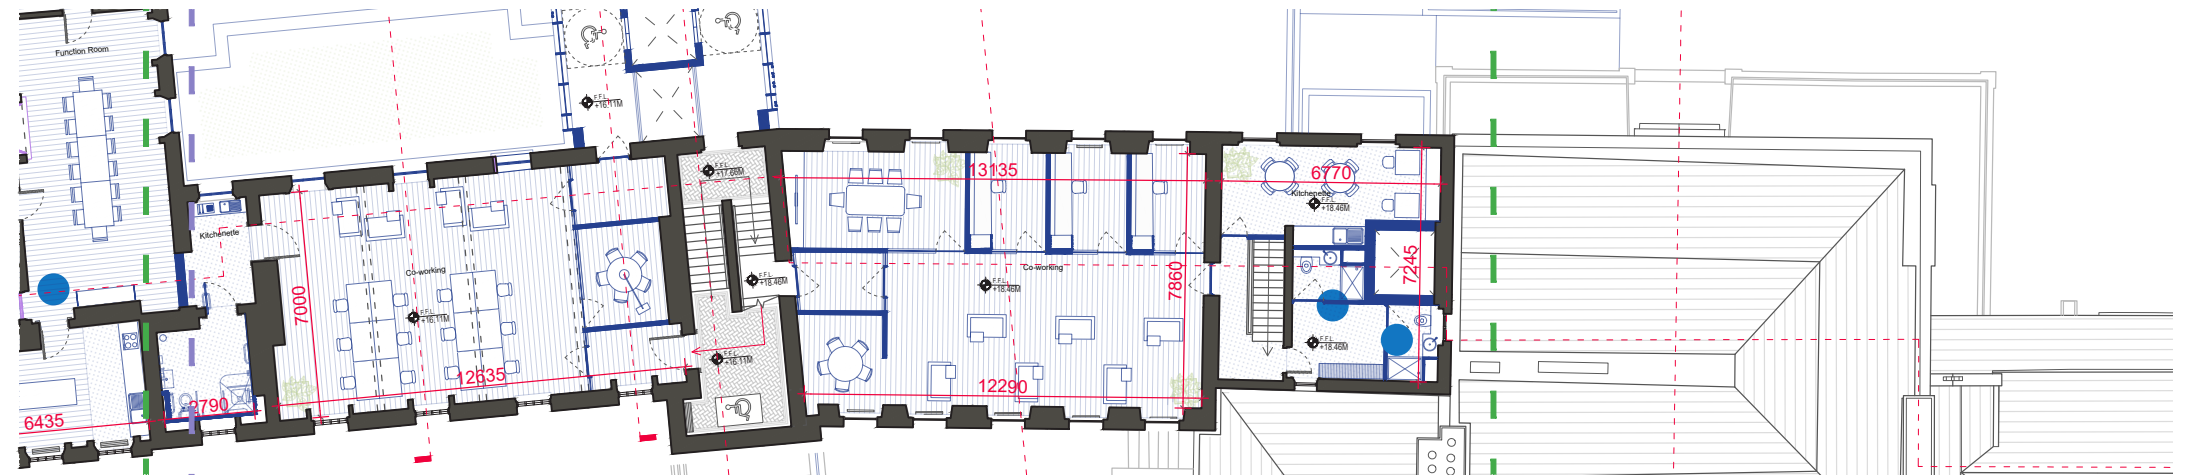 Function Room
F.F.L
+16.11M
F.F.L
+17.66M
13135
6770
Kitchenette
F.F.L
+18.46M
Kitchenette
Co-working
Co-working
7245
7860
F.F.L
+18.46M
F.F.L
+18.46M
7000
F.F.L
+16.11M
F.F.L
+18.46M
F.F.L
+16.11M
12635
12290
2790
6435